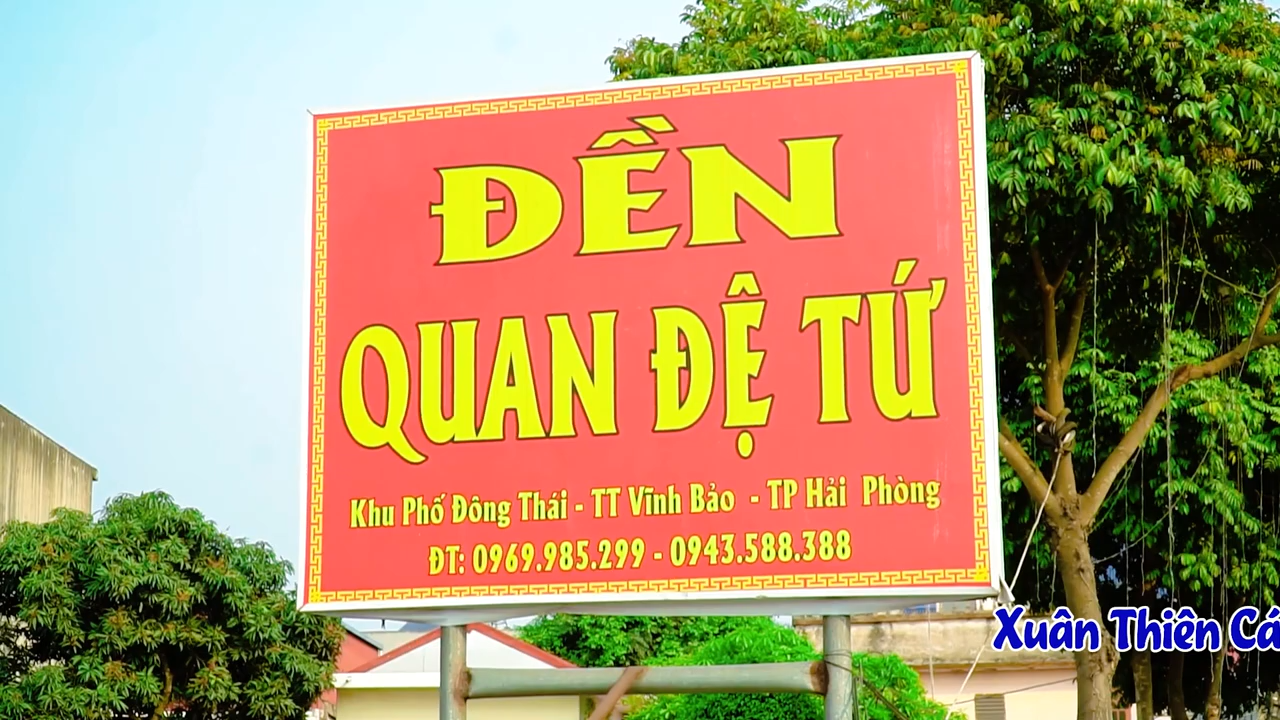 ĐỀN
QUAN ĐỆ TỨ
Khu Phố Đông Thái - TT Vĩnh Bảo - TP Hải Phòng
ĐT: 0969.985.299 - 0943.588.388
Xuân Thiên